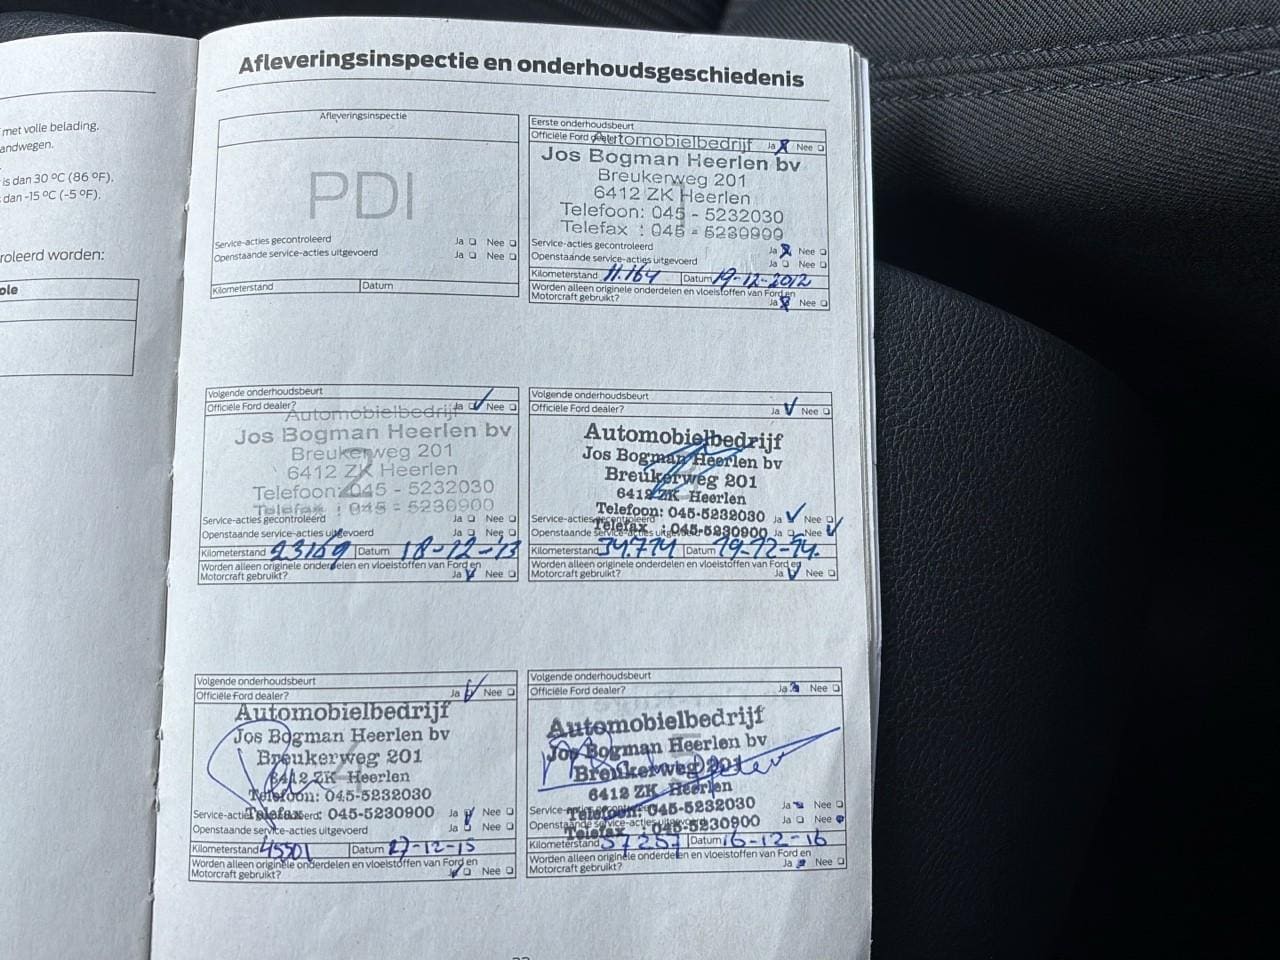 met volle belading.
andwegen.
is dan 30 ºC (86 ºF).
dan -15 ºC (-5 ºF).
roleerd worden:
ole
Afleveringsinspectie en onderhoudsgeschiedenis
Afleveringsinspectie
PDI
Service-acties gecontroleerd Ja Nee
Openstaande service-acties uitgevoerd Ja Nee
Kilometerstand Datum
Eerste onderhoudsbeurt
Officiële Ford dealer? Ja Nee
1
Automobielbedrijf
Jos Bogman Heerlen bv
Breukerweg 201
6412 ZK Heerlen
Telefoon: 045 - 5232030
Telefax : 045 - 5230900
Service-acties gecontroleerd Ja Nee
Openstaande service-acties uitgevoerd Ja Nee
Kilometerstand 11.164 Datum 19-12-2012
Worden alleen originele onderdelen en vloeistoffen van Ford en
Motorcraft gebruikt? Ja Nee
Volgende onderhoudsbeurt
Officiële Ford dealer? Ja Nee
2
Automobielbedrijf
Jos Bogman Heerlen bv
Breukerweg 201
6412 ZK Heerlen
Telefoon: 045 - 5232030
Telefax : 045 - 5230900
Service-acties gecontroleerd Ja Nee
Openstaande service-acties uitgevoerd Ja Nee
Kilometerstand 23169 Datum 18-12-13
Worden alleen originele onderdelen en vloeistoffen van Ford en
Motorcraft gebruikt? Ja Nee
Volgende onderhoudsbeurt
Officiële Ford dealer? Ja Nee
Automobielbedrijf
Jos Bogman Heerlen bv
Breukerweg 201
6412 ZK Heerlen
Telefoon: 045-5232030
Telefax : 045-5230900
Service-acties gecontroleerd Ja Nee
Openstaande service-acties uitgevoerd Ja Nee
Kilometerstand 34.774 Datum 19-12-14.
Worden alleen originele onderdelen en vloeistoffen van Ford en
Motorcraft gebruikt? Ja Nee
Volgende onderhoudsbeurt
Officiële Ford dealer? Ja Nee
4
Automobielbedrijf
Jos Bogman Heerlen bv
Breukerweg 201
6412 ZK Heerlen
Telefoon: 045-5232030
Telefax : 045-5230900
Service-acties gecontroleerd Ja Nee
Openstaande service-acties uitgevoerd Ja
Kilometerstand 45501 Datum 27-12-15
Worden alleen originele onderdelen en vloeistoffen van Ford en
Motorcraft gebruikt? Ja Nee
Volgende onderhoudsbeurt
Officiële Ford dealer? Ja Nee
5
Automobielbedrijf
Jos Bogman Heerlen bv
Breukerweg 201
6412 ZK Heerlen
Telefoon: 045-5232030
Telefax : 045-5230900
Service-acties gecontroleerd Ja Nee
Openstaande service-acties uitgevoerd Ja Nee
Kilometerstand 57257 Datum 16-12-16
Worden alleen originele onderdelen en vloeistoffen van Ford en
Motorcraft gebruikt? Ja Nee